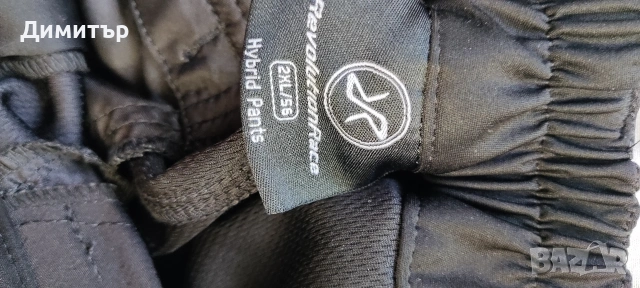 Димитър
RevolutionRace
2XL/56
Hybrid Pants
BAZAR